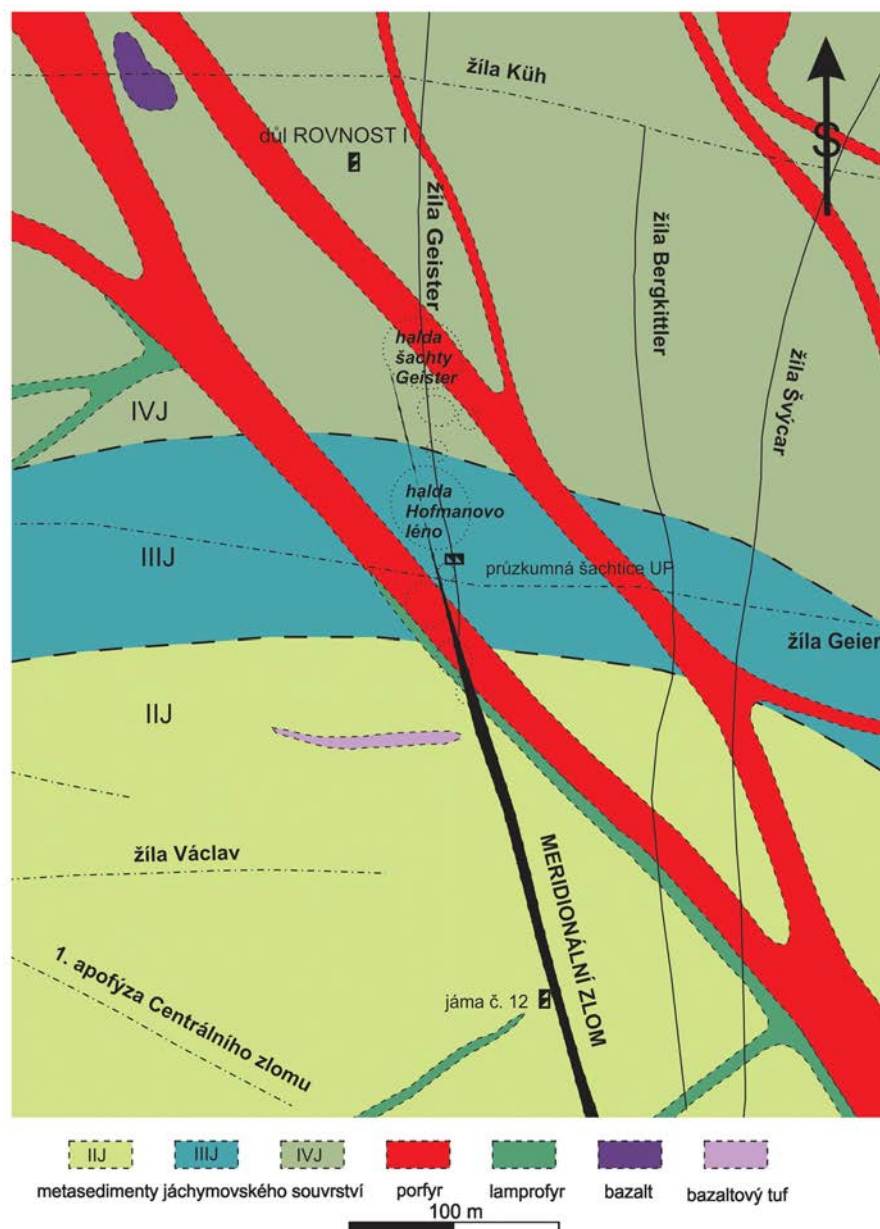 žíla Küh
důl ROVNOST I
S
žíla Geister
žíla Bergkittler
žíla Švýcar
halda
šachty
Geister
IVJ
halda
Hofmanovo
léno
IIIJ
průzkumná šachtice UP
žíla Geier
IIJ
žíla Václav
MERIDIONÁLNÍ ZLOM
1. apofýza Centrálního zlomu
jáma č. 12
IIJ IIIJ IVJ
metasedimenty jáchymovského souvrství porfyr lamprofyr bazalt bazaltový tuf
100 m